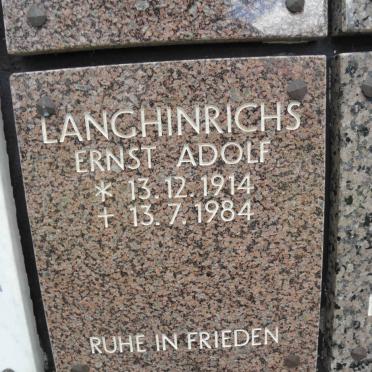 LANGHINRICHS
ERNST ADOLF
* 13.12.1914
† 13.7.1984
RUHE IN FRIEDEN